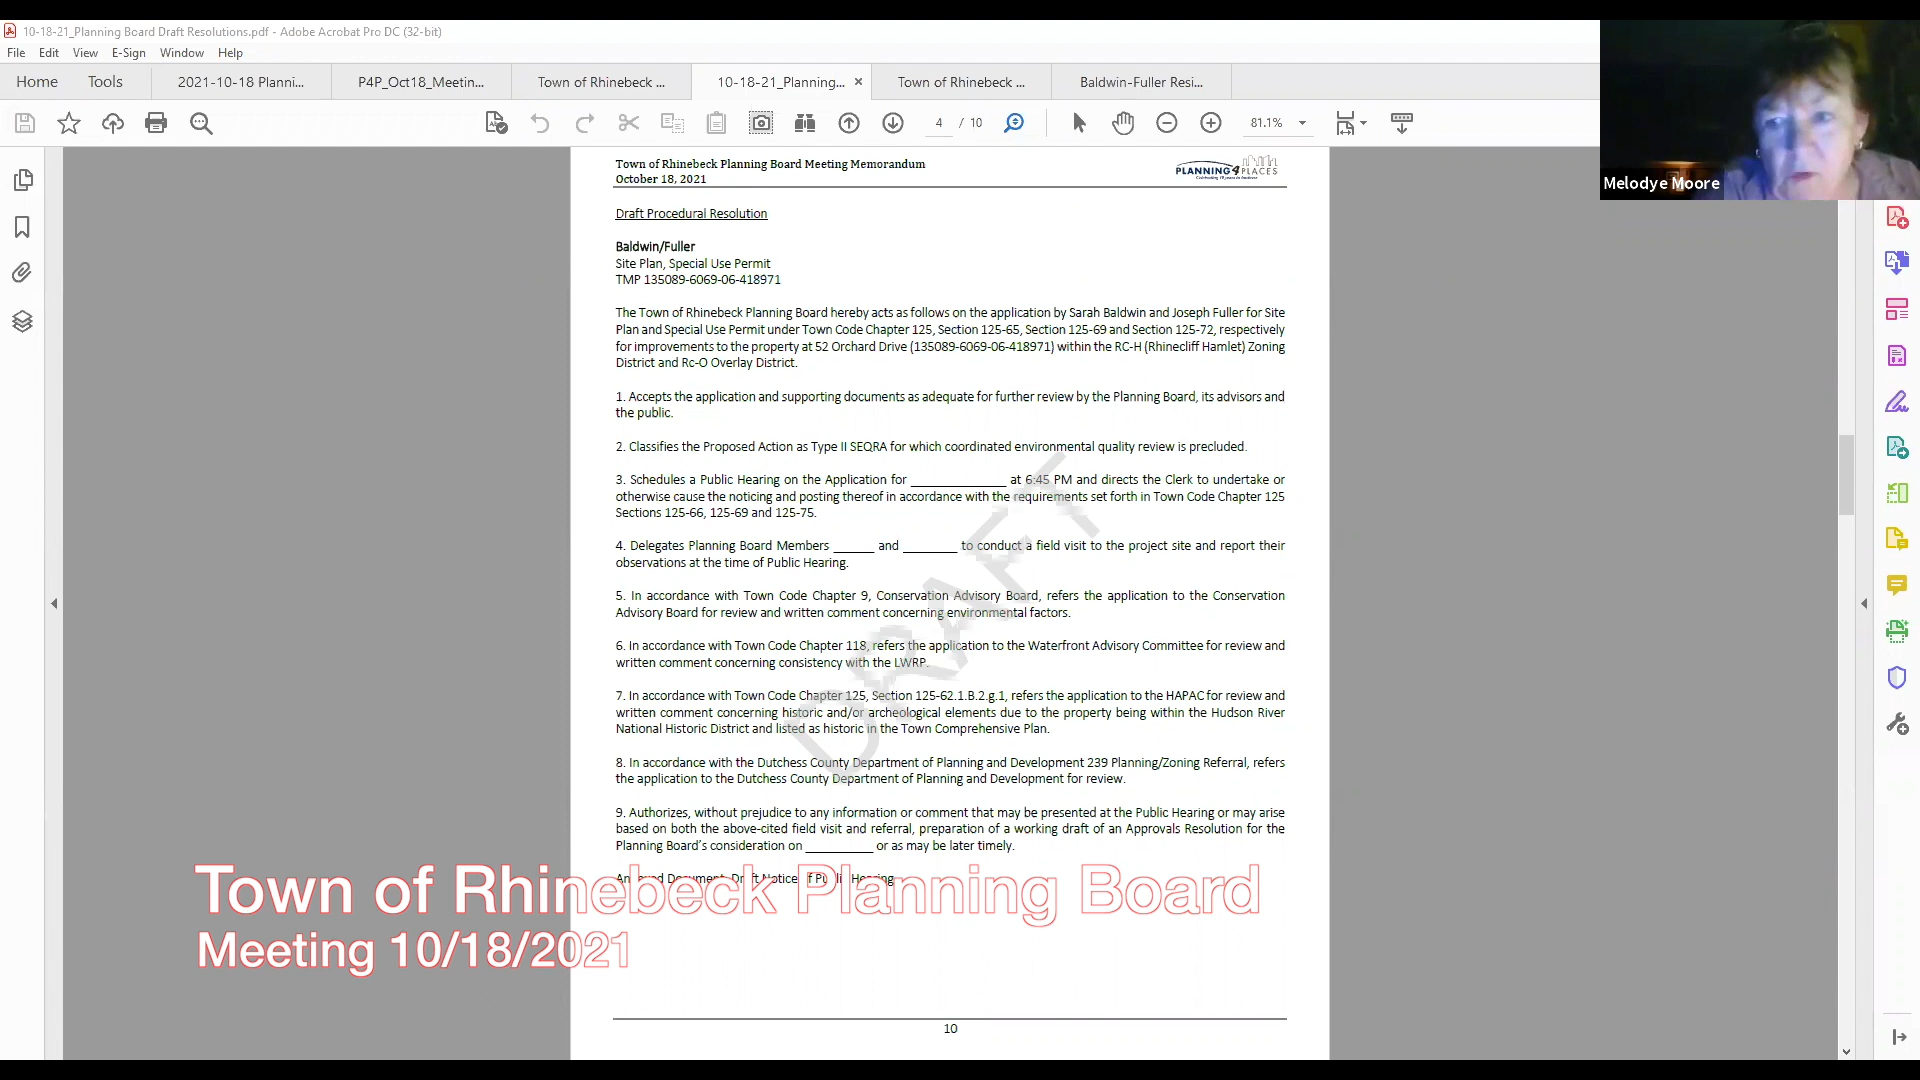 10-18-21_Planning Board Draft Resolutions.pdf - Adobe Acrobat Pro DC (32-bit)
File Edit View E-Sign Window Help
Home Tools 2021-10-18 Planni... P4P_Oct18_Meetin... Town of Rhinebeck ... 10-18-21_Planning... × Town of Rhinebeck ... Baldwin-Fuller Resi...
4 / 10 81.1%
Melodye Moore
Town of Rhinebeck Planning Board Meeting Memorandum
October 18, 2021
PLANNING4PLACES
Draft Procedural Resolution
Baldwin/Fuller
Site Plan, Special Use Permit
TMP 135089-6069-06-418971
The Town of Rhinebeck Planning Board hereby acts as follows on the application by Sarah Baldwin and Joseph Fuller for Site
Plan and Special Use Permit under Town Code Chapter 125, Section 125-65, Section 125-69 and Section 125-72, respectively
for improvements to the property at 52 Orchard Drive (135089-6069-06-418971) within the RC-H (Rhinecliff Hamlet) Zoning
District and Rc-O Overlay District.
1. Accepts the application and supporting documents as adequate for further review by the Planning Board, its advisors and
the public.
2. Classifies the Proposed Action as Type II SEQRA for which coordinated environmental quality review is precluded.
3. Schedules a Public Hearing on the Application for ______________ at 6:45 PM and directs the Clerk to undertake or
otherwise cause the noticing and posting thereof in accordance with the requirements set forth in Town Code Chapter 125
Sections 125-66, 125-69 and 125-75.
4. Delegates Planning Board Members ______ and ________ to conduct a field visit to the project site and report their
observations at the time of Public Hearing.
5. In accordance with Town Code Chapter 9, Conservation Advisory Board, refers the application to the Conservation
Advisory Board for review and written comment concerning environmental factors.
6. In accordance with Town Code Chapter 118, refers the application to the Waterfront Advisory Committee for review and
written comment concerning consistency with the LWRP.
7. In accordance with Town Code Chapter 125, Section 125-62.1.B.2.g.1, refers the application to the HAPAC for review and
written comment concerning historic and/or archeological elements due to the property being within the Hudson River
National Historic District and listed as historic in the Town Comprehensive Plan.
8. In accordance with the Dutchess County Department of Planning and Development 239 Planning/Zoning Referral, refers
the application to the Dutchess County Department of Planning and Development for review.
9. Authorizes, without prejudice to any information or comment that may be presented at the Public Hearing or may arise
based on both the above-cited field visit and referral, preparation of a working draft of an Approvals Resolution for the
Planning Board's consideration on __________ or as may be later timely.
Annexed Document: Draft Notice of Public Hearing
DRAFT
Town of Rhinebeck Planning Board
Meeting 10/18/2021
10